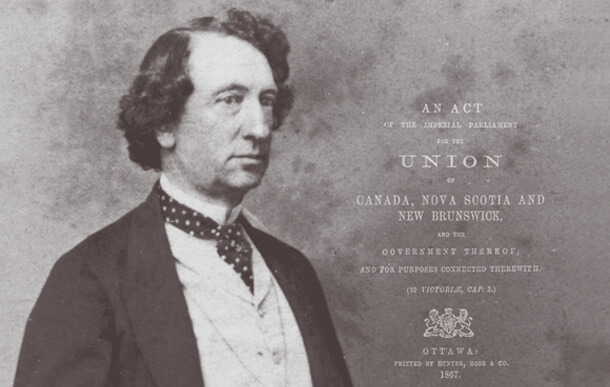 AN ACT
OF THE IMPERIAL PARLIAMENT
FOR THE
UNION
OF
CANADA, NOVA SCOTIA AND
NEW BRUNSWICK,
AND THE
GOVERNMENT THEREOF;
AND FOR PURPOSES CONNECTED THEREWITH.
(30 VICTORIÆ, CAP: 3.)
OTTAWA:
PRINTED BY HUNTER, ROSE & CO.
1867.